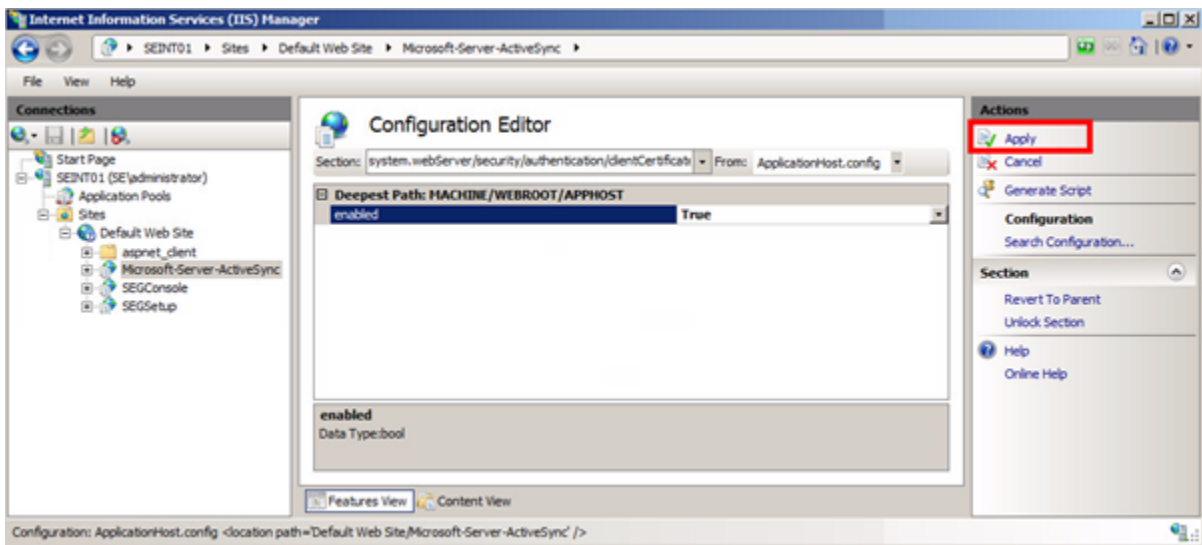 Internet Information Services (IIS) Manager
SEINT01 Sites Default Web Site Microsoft-Server-ActiveSync
File View Help
Connections
Start Page
SEINT01 (SE\administrator)
Application Pools
Sites
Default Web Site
aspnet_client
Microsoft-Server-ActiveSync
SEGConsole
SEGSetup
Configuration Editor
Section: system.webServer/security/authentication/clientCertificat From: ApplicationHost.config
Deepest Path: MACHINE/WEBROOT/APPHOST
enabled True
enabled
Data Type:bool
Features View Content View
Actions
Apply
Cancel
Generate Script
Configuration
Search Configuration...
Section
Revert To Parent
Unlock Section
Help
Online Help
Configuration: ApplicationHost.config <location path='Default Web Site/Microsoft-Server-ActiveSync' />